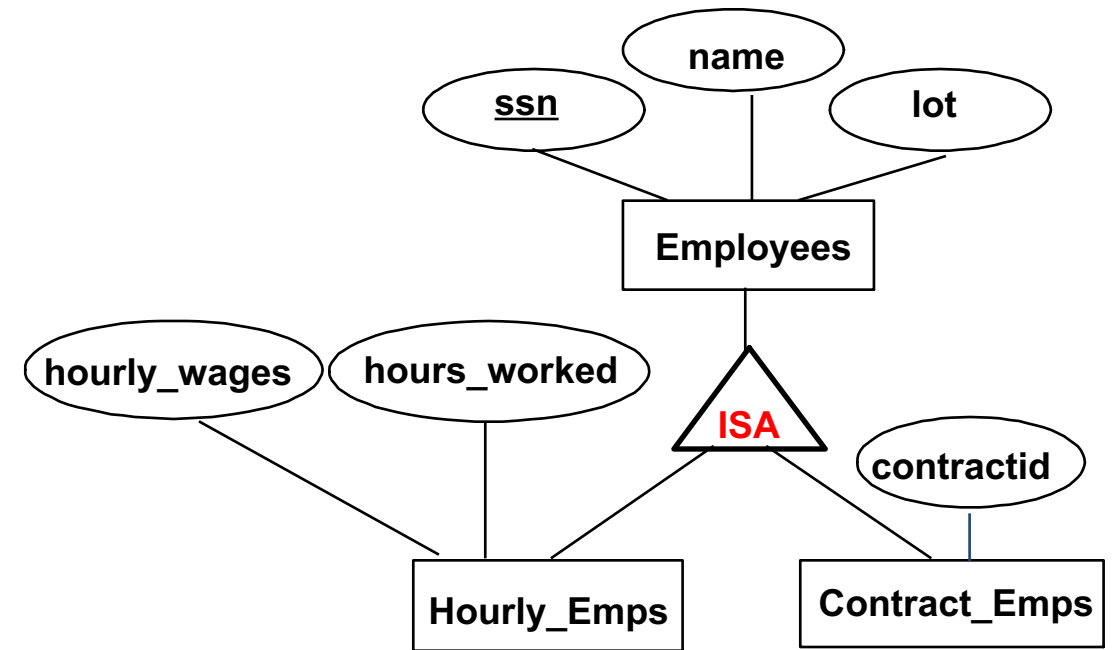 name
ssn
lot
Employees
hourly_wages
hours_worked
ISA
contractid
Hourly_Emps
Contract_Emps